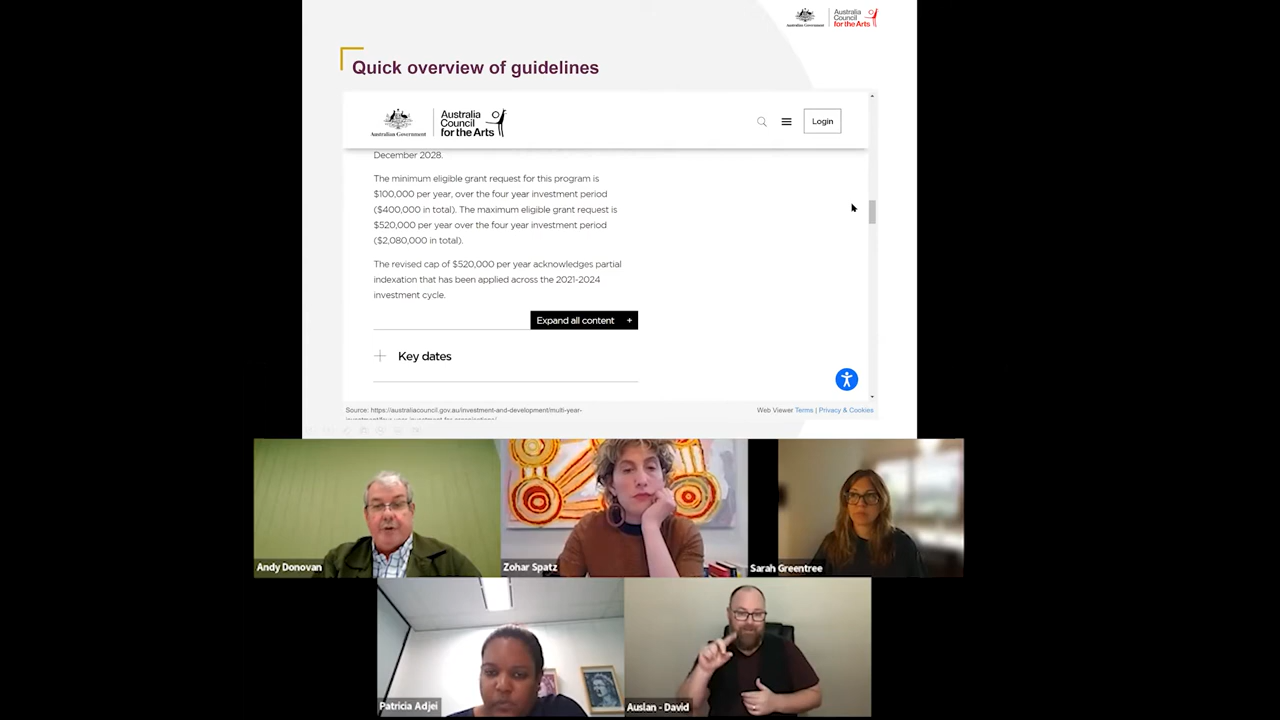 Australian Government
Australia
Council
for the Arts
Quick overview of guidelines
Australian Government
Australia
Council
for the Arts
Login
December 2028.
The minimum eligible grant request for this program is
$100,000 per year, over the four year investment period
($400,000 in total). The maximum eligible grant request is
$520,000 per year over the four year investment period
($2,080,000 in total).
The revised cap of $520,000 per year acknowledges partial
indexation that has been applied across the 2021-2024
investment cycle.
Expand all content +
Key dates
Source: https://australiacouncil.gov.au/investment-and-development/multi-year-
Web Viewer Terms | Privacy & Cookies
Andy Donovan
Zohar Spatz
Sarah Greentree
Patricia Adjei
Auslan - David